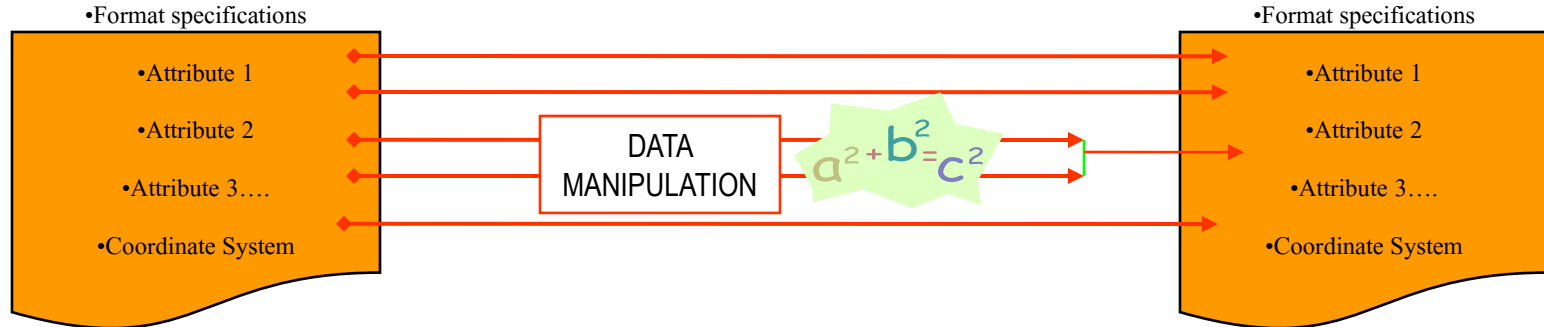 •Format specifications
•Attribute 1
•Attribute 2
•Attribute 3….
•Coordinate System
DATA
MANIPULATION
a² + b² = c²
•Format specifications
•Attribute 1
•Attribute 2
•Attribute 3….
•Coordinate System